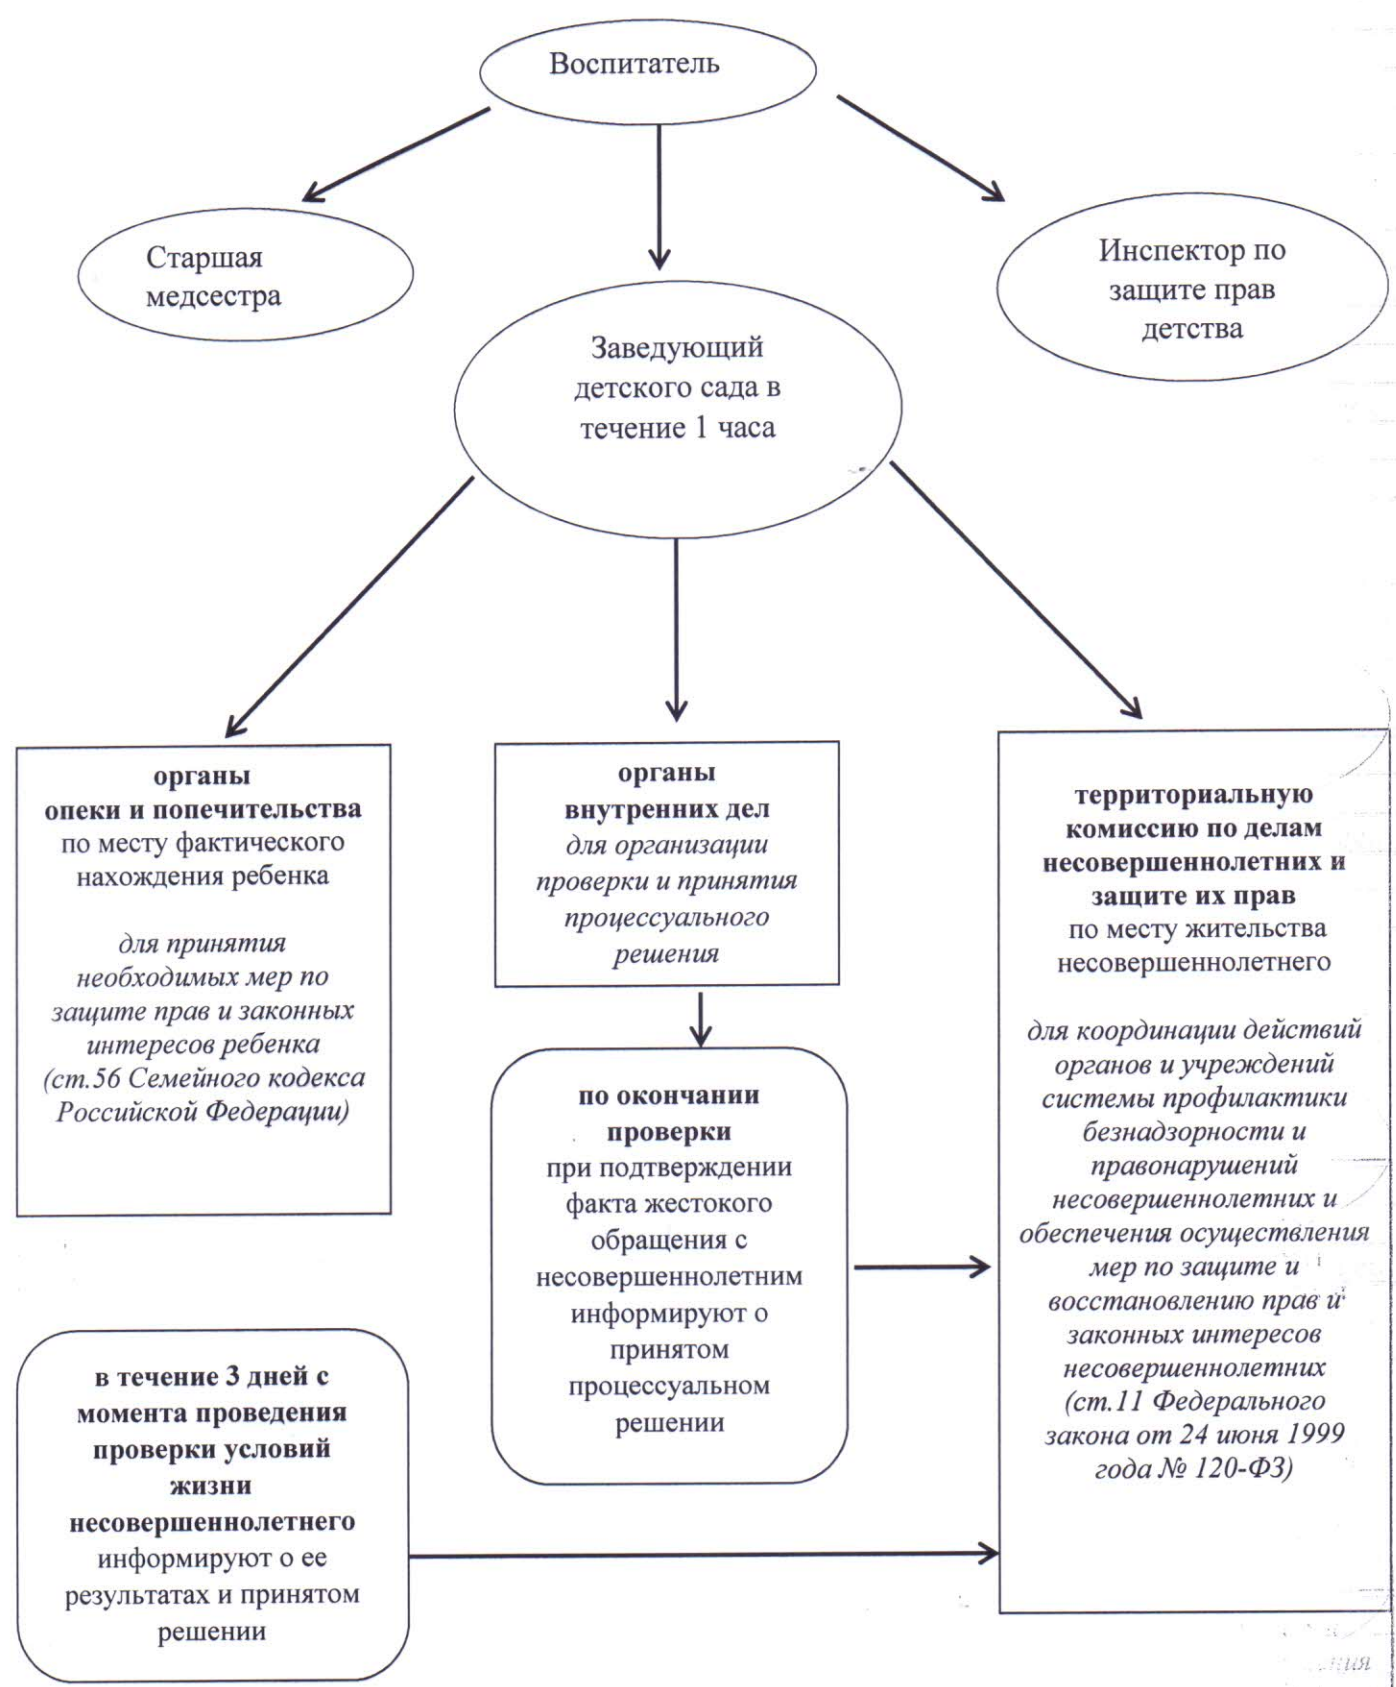 Воспитатель
Старшая
медсестра
Инспектор по
защите прав
детства
Заведующий
детского сада в
течение 1 часа
органы
опеки и попечительства
по месту фактического
нахождения ребенка
для принятия
необходимых мер по
защите прав и законных
интересов ребенка
(ст.56 Семейного кодекса
Российской Федерации)
органы
внутренних дел
для организации
проверки и принятия
процессуального
решения
территориальную
комиссию по делам
несовершеннолетних и
защите их прав
по месту жительства
несовершеннолетнего
для координации действий
органов и учреждений
системы профилактики
безнадзорности и
правонарушений
несовершеннолетних и
обеспечения осуществления
мер по защите и
восстановлению прав и
законных интересов
несовершеннолетних
(ст.11 Федерального
закона от 24 июня 1999
года № 120-ФЗ)
по окончании
проверки
при подтверждении
факта жестокого
обращения с
несовершеннолетним
информируют о
принятом
процессуальном
решении
в течение 3 дней с
момента проведения
проверки условий
жизни
несовершеннолетнего
информируют о ее
результатах и принятом
решении